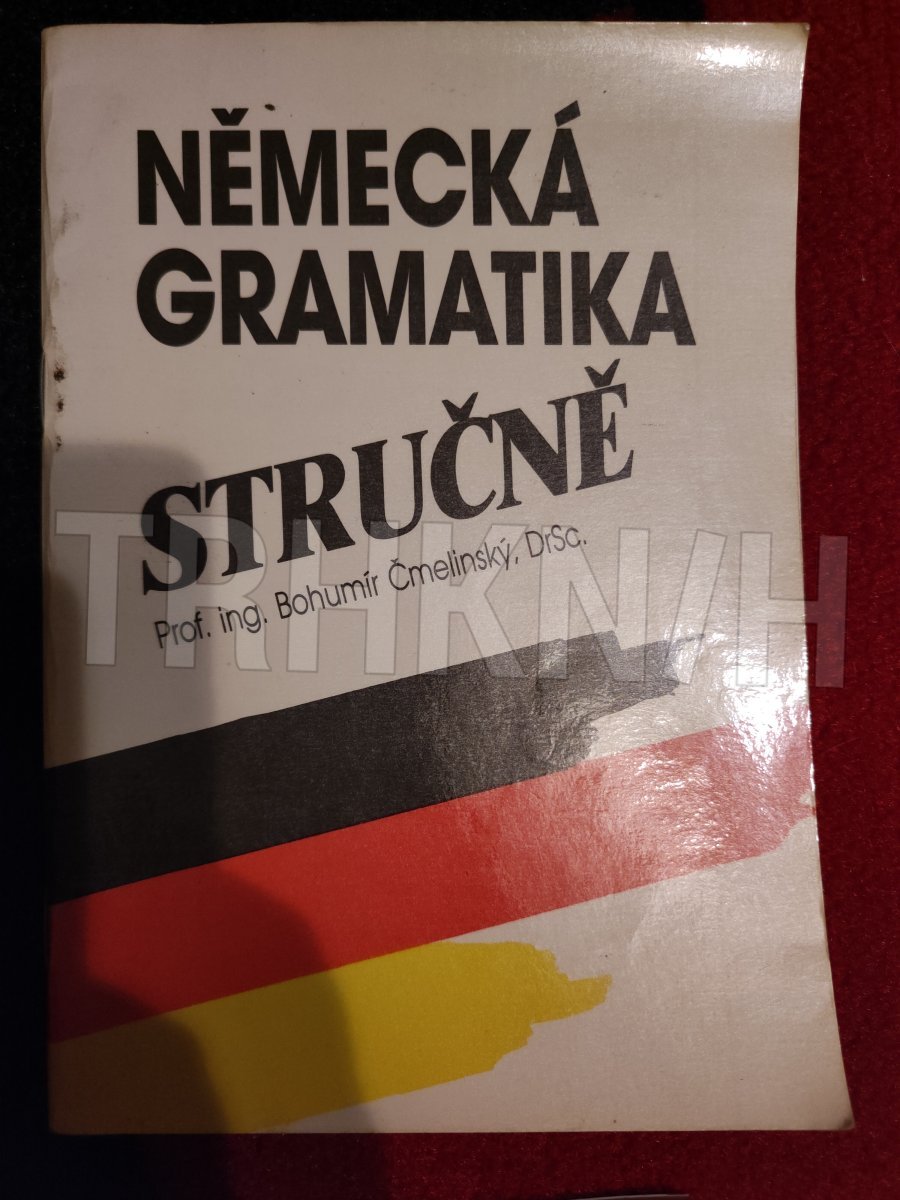 NĚMECKÁ
GRAMATIKA
STRUČNĚ
Prof. ing. Bohumír Čmelinský, DrSc.
TRHKNIH